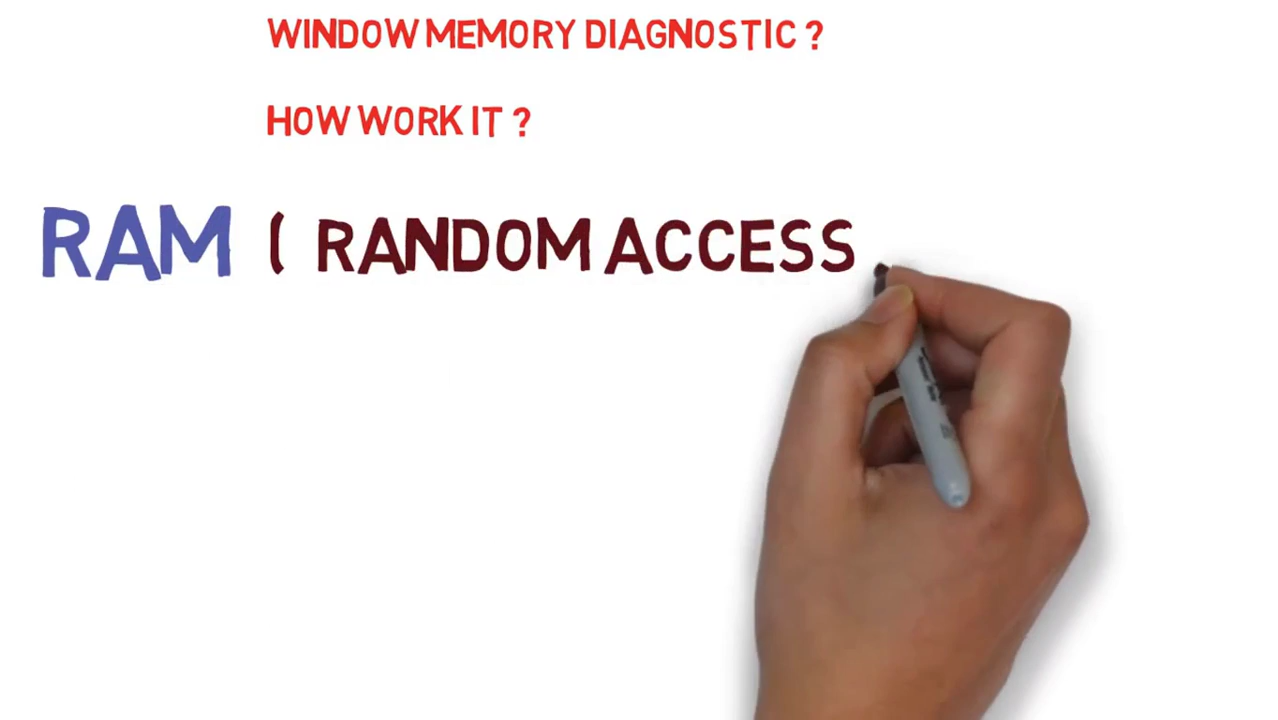 WINDOW MEMORY DIAGNOSTIC ?
HOW WORK IT ?
RAM ( RANDOM ACCESS